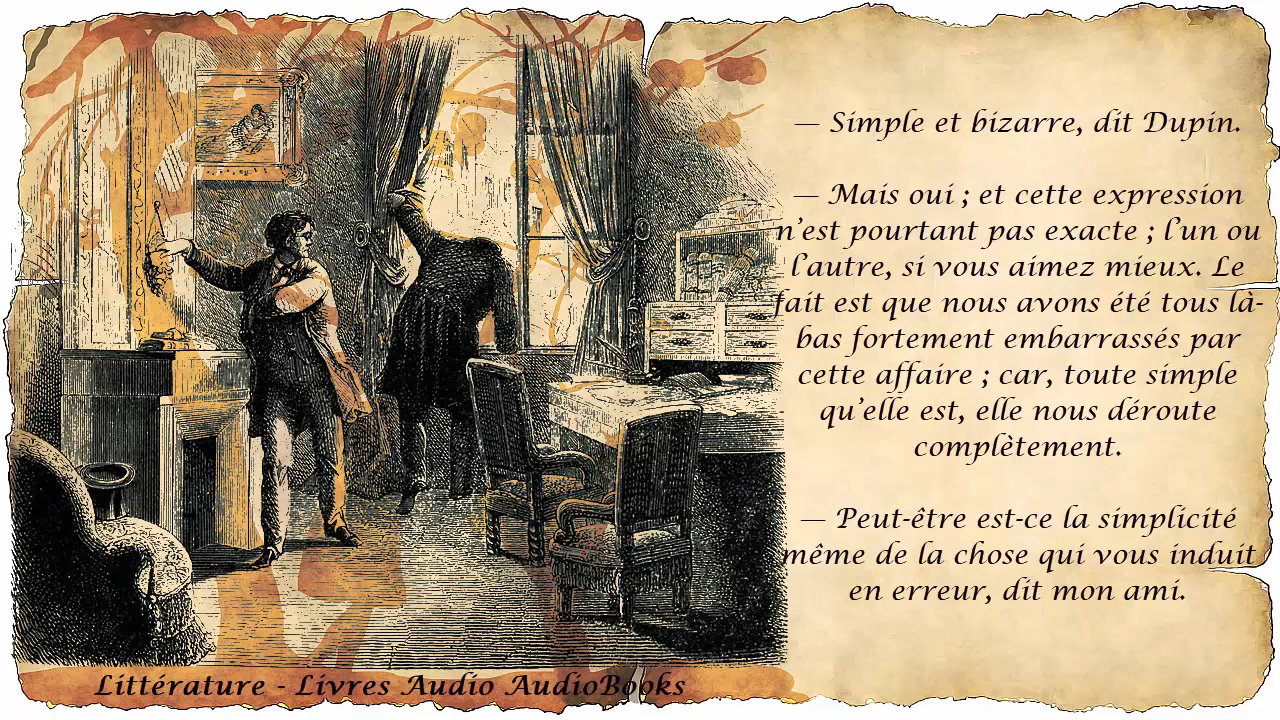 — Simple et bizarre, dit Dupin.
— Mais oui ; et cette expression
n’est pourtant pas exacte ; l’un ou
l’autre, si vous aimez mieux. Le
fait est que nous avons été tous là-
bas fortement embarrassés par
cette affaire ; car, toute simple
qu’elle est, elle nous déroute
complètement.
— Peut-être est-ce la simplicité
même de la chose qui vous induit
en erreur, dit mon ami.
Littérature - Livres Audio AudioBooks